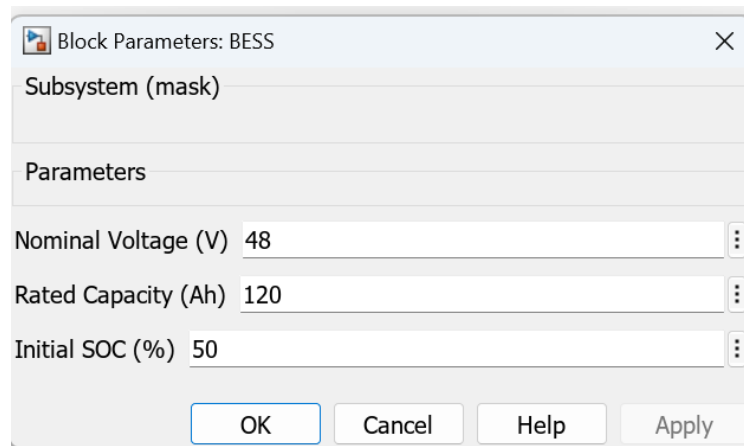 Block Parameters: BESS
Subsystem (mask)
Parameters
Nominal Voltage (V) 48
Rated Capacity (Ah) 120
Initial SOC (%) 50
OK Cancel Help Apply